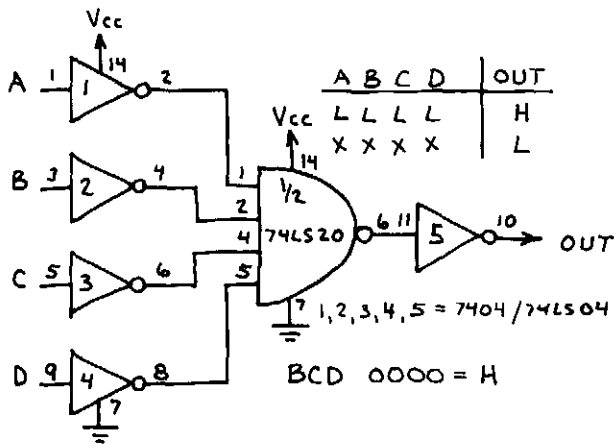 Vcc
14
A 1 1 2
A B C D OUT
L L L L H
X X X X L
Vcc
14
B 3 2 4
1
1/2
2
74LS20
6 11 5 10 OUT
4
C 5 3 6
5
7
1, 2, 3, 4, 5 = 7404 / 74LS04
D 9 4 8
7
BCD 0000 = H